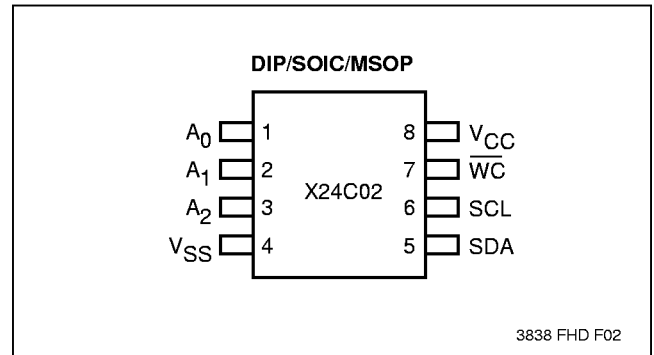 DIP/SOIC/MSOP
A0 1 8 VCC
A1 2 7 W̅C̅
X24C02
A2 3 6 SCL
VSS 4 5 SDA
3838 FHD F02